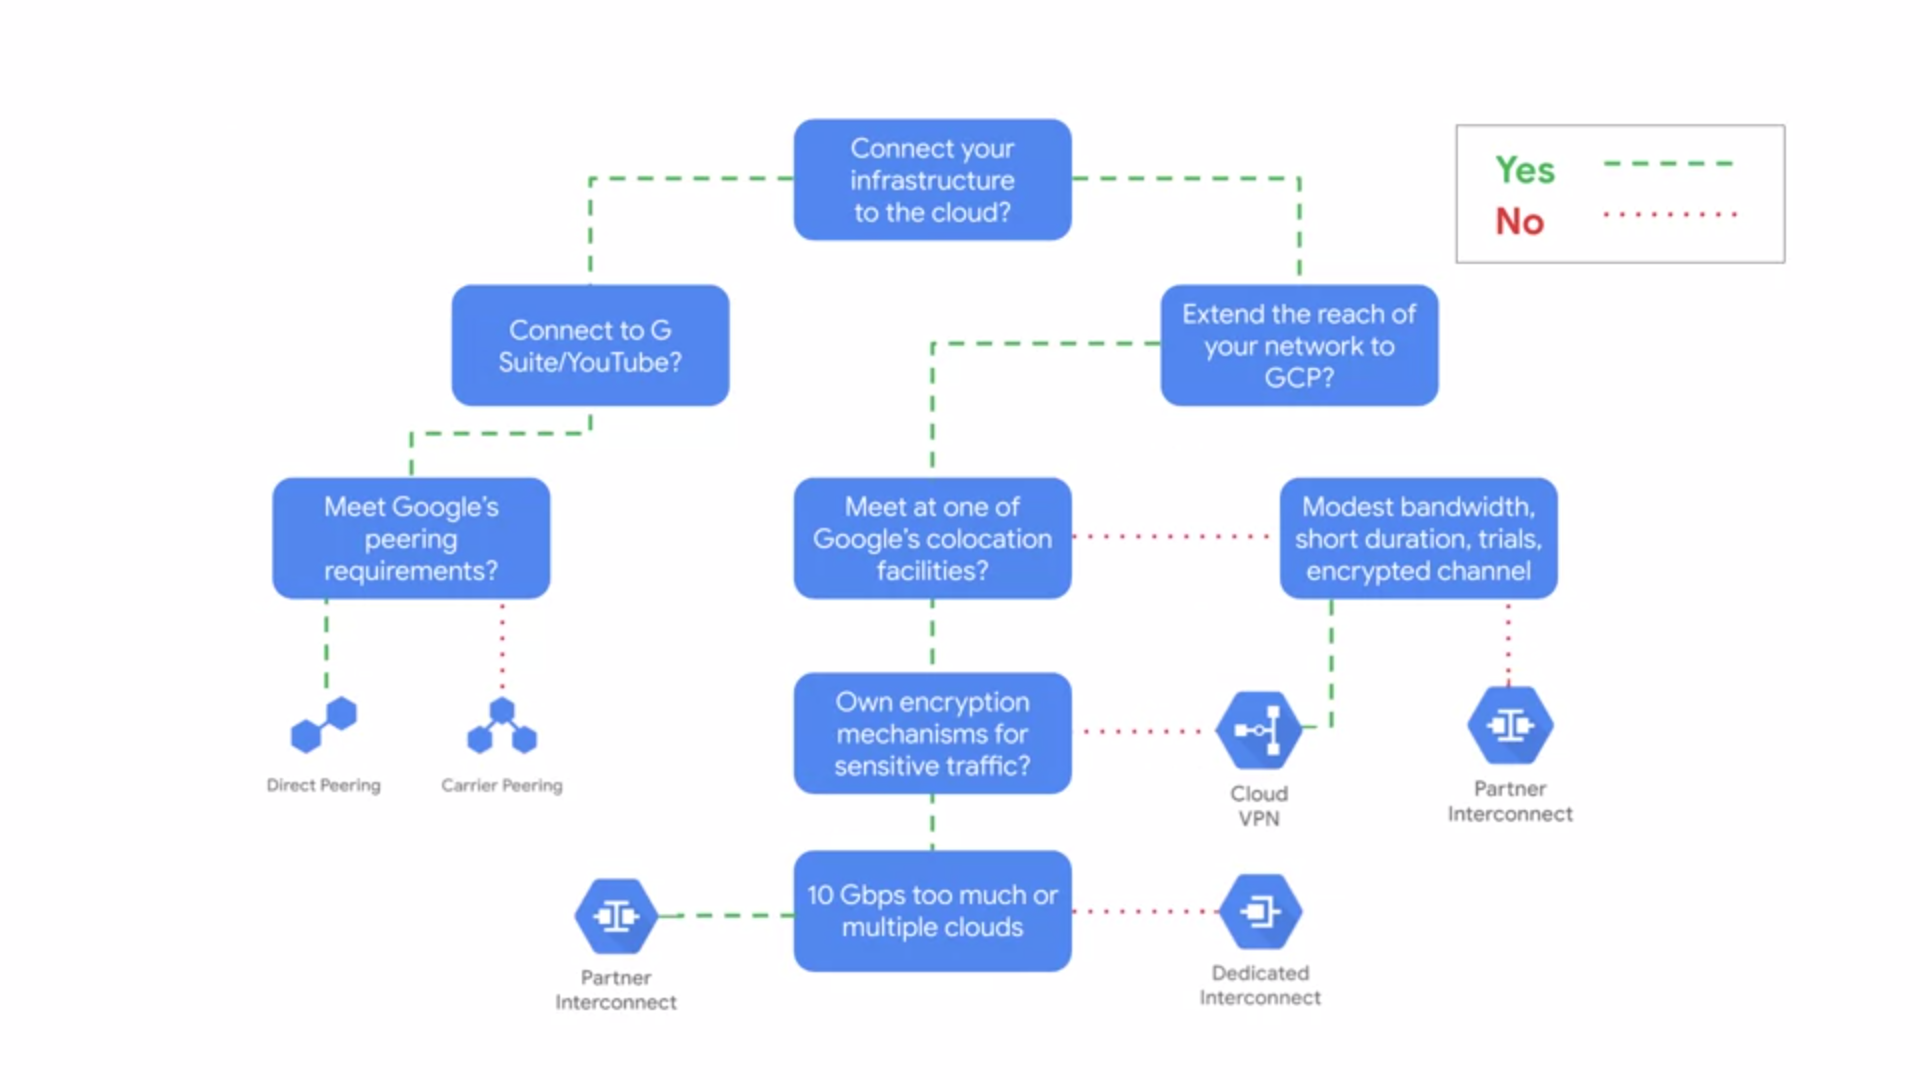 Connect your
infrastructure
to the cloud?
Yes
No
Connect to G
Suite/YouTube?
Extend the reach of
your network to
GCP?
Meet Google's
peering
requirements?
Meet at one of
Google's colocation
facilities?
Modest bandwidth,
short duration, trials,
encrypted channel
Direct Peering
Carrier Peering
Own encryption
mechanisms for
sensitive traffic?
Cloud
VPN
Partner
Interconnect
10 Gbps too much or
multiple clouds
Partner
Interconnect
Dedicated
Interconnect